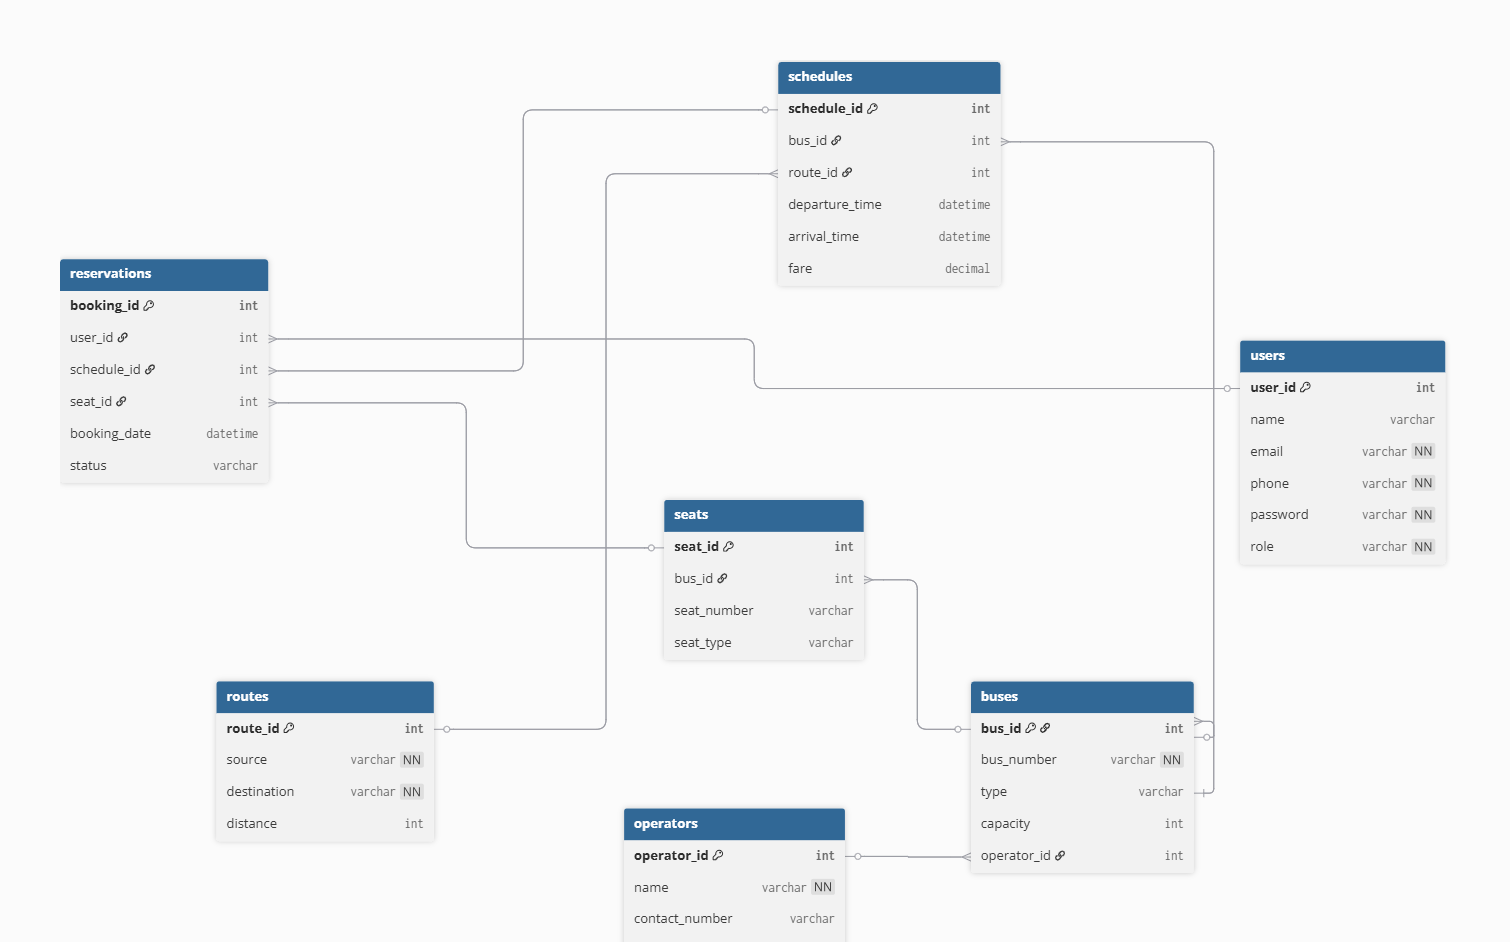 schedules
schedule_id int
bus_id int
route_id int
departure_time datetime
arrival_time datetime
fare decimal
reservations
booking_id int
user_id int
schedule_id int
seat_id int
booking_date datetime
status varchar
users
user_id int
name varchar
email varchar NN
phone varchar NN
password varchar NN
role varchar NN
seats
seat_id int
bus_id int
seat_number varchar
seat_type varchar
routes
route_id int
source varchar NN
destination varchar NN
distance int
buses
bus_id int
bus_number varchar NN
type varchar
capacity int
operator_id int
operators
operator_id int
name varchar NN
contact_number varchar